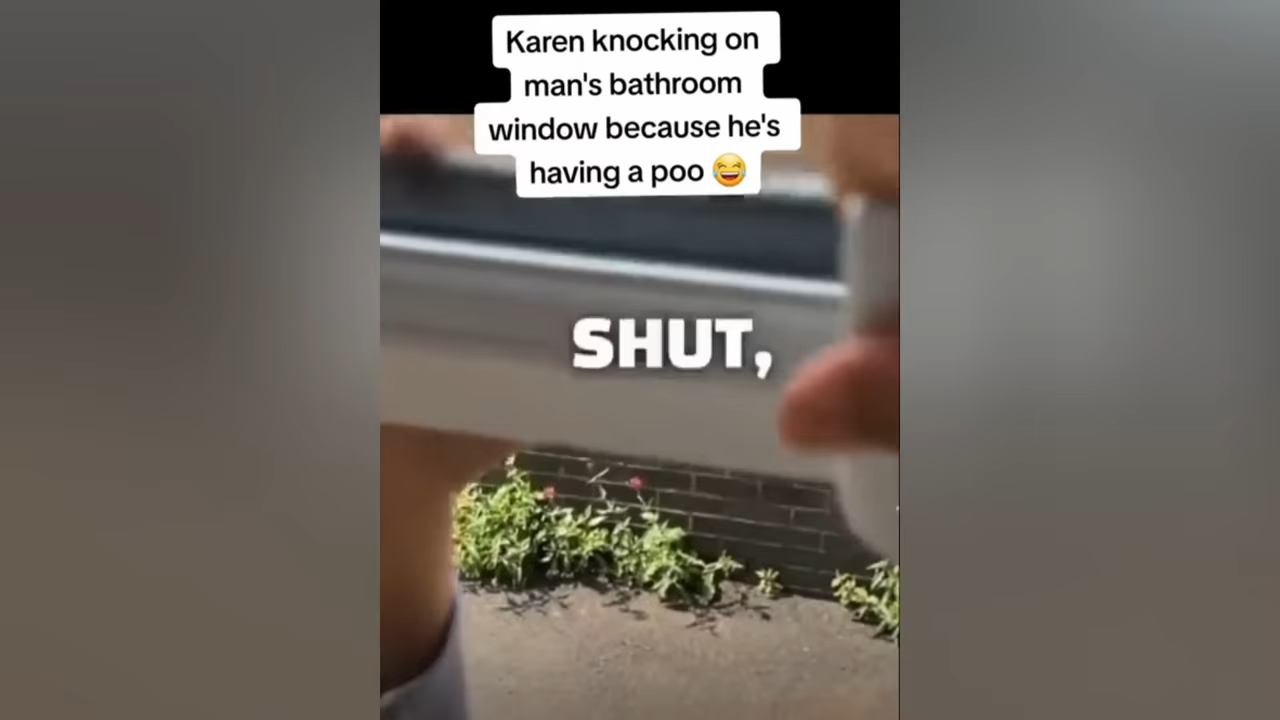 Karen knocking on
man's bathroom
window because he's
having a poo 😂
SHUT,